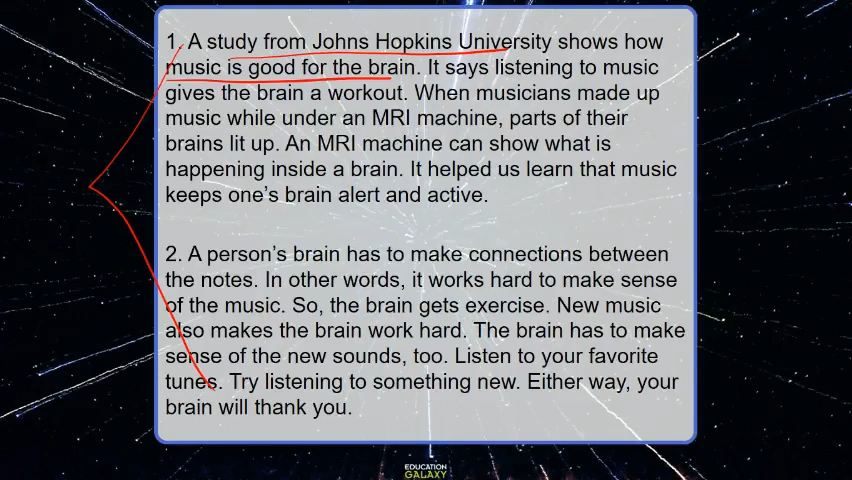 1. A study from Johns Hopkins University shows how
music is good for the brain. It says listening to music
gives the brain a workout. When musicians made up
music while under an MRI machine, parts of their
brains lit up. An MRI machine can show what is
happening inside a brain. It helped us learn that music
keeps one’s brain alert and active.
2. A person’s brain has to make connections between
the notes. In other words, it works hard to make sense
of the music. So, the brain gets exercise. New music
also makes the brain work hard. The brain has to make
sense of the new sounds, too. Listen to your favorite
tunes. Try listening to something new. Either way, your
brain will thank you.
EDUCATION
GALAXY